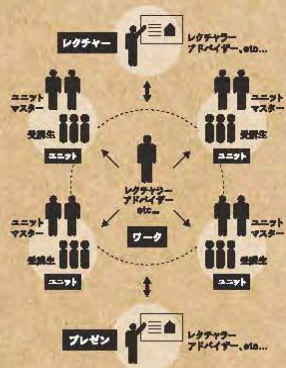 レクチャー
レクチャラー
アドバイザー、etc...
ユニット
マスター
受講生
ユニット
ユニット
マスター
受講生
ユニット
レクチャラー
アドバイザー
etc...
ワーク
ユニット
マスター
受講生
ユニット
ユニット
マスター
受講生
ユニット
プレゼン
レクチャラー
アドバイザー、etc...